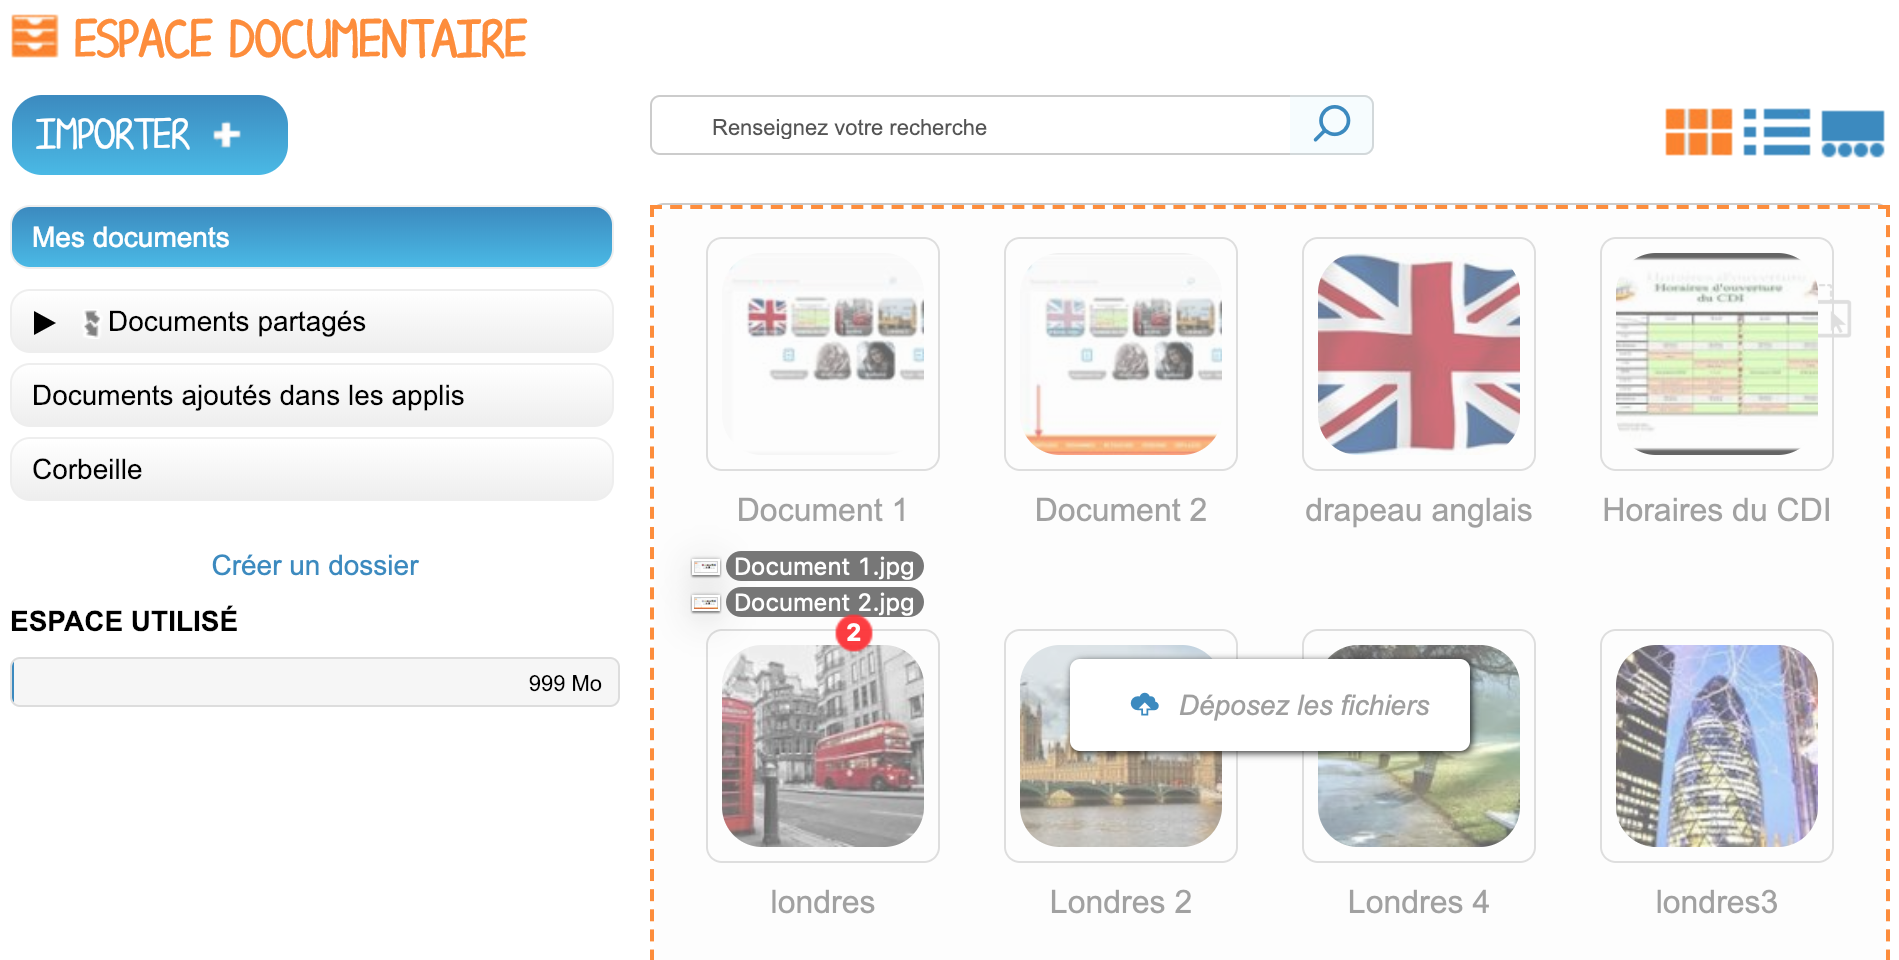 ESPACE DOCUMENTAIRE
IMPORTER +
Renseignez votre recherche
Mes documents
Documents partagés
Documents ajoutés dans les applis
Corbeille
Créer un dossier
ESPACE UTILISÉ
999 Mo
Horaires d'ouverture
du CDI
Document 1
Document 2
drapeau anglais
Horaires du CDI
Document 1.jpg
Document 2.jpg
2
Déposez les fichiers
londres
Londres 2
Londres 4
londres3